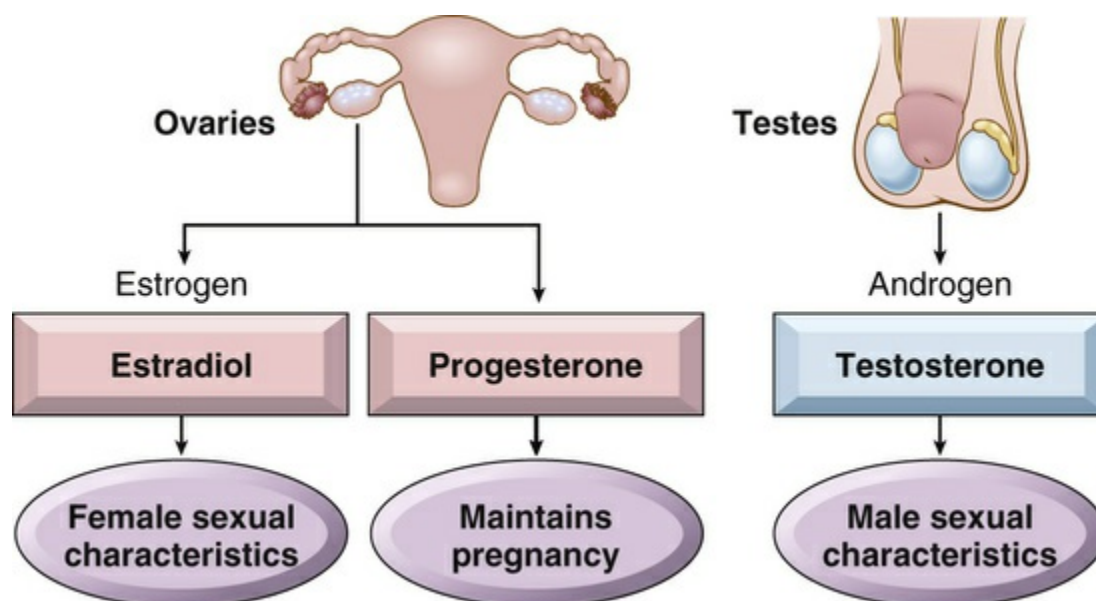 Ovaries
Testes
Estrogen
Androgen
Estradiol
Progesterone
Testosterone
Female sexual
characteristics
Maintains
pregnancy
Male sexual
characteristics